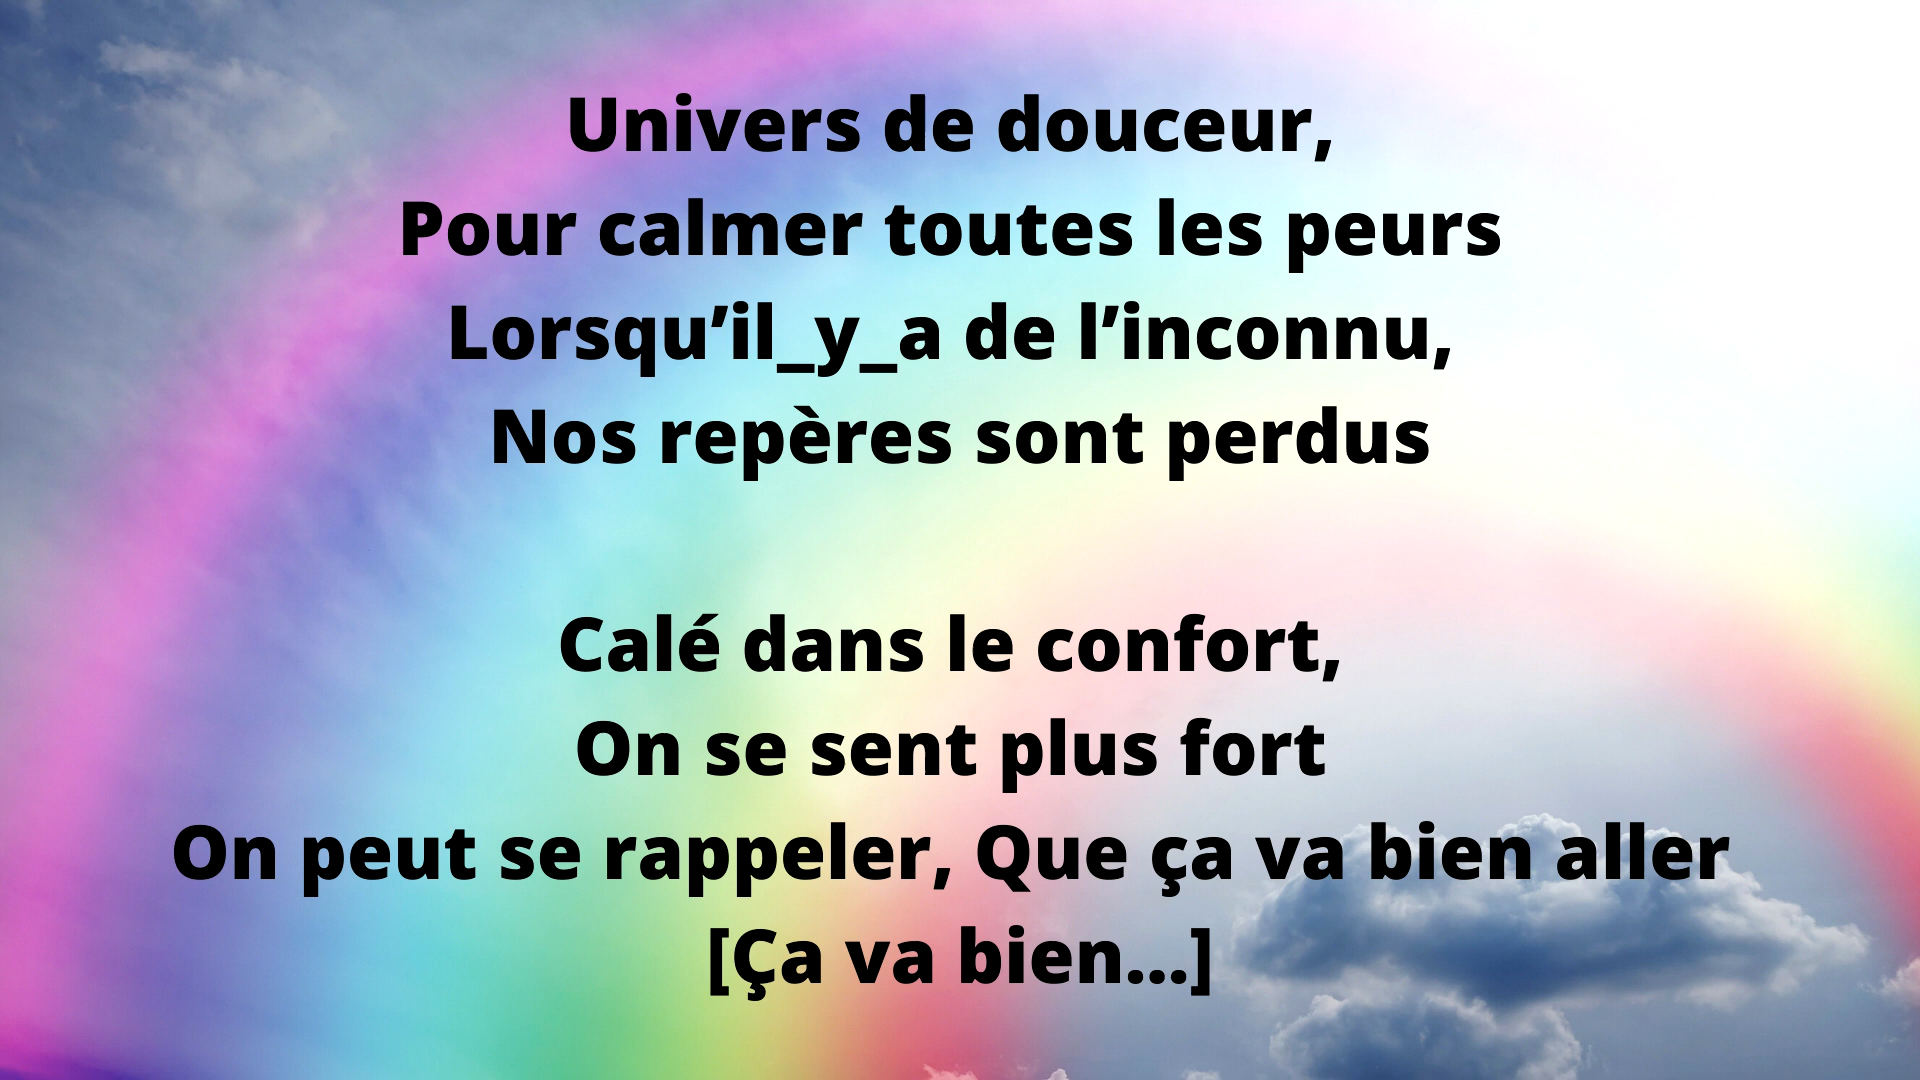 Univers de douceur,
Pour calmer toutes les peurs
Lorsqu’il_y_a de l’inconnu,
Nos repères sont perdus
Calé dans le confort,
On se sent plus fort
On peut se rappeler, Que ça va bien aller
[Ça va bien...]